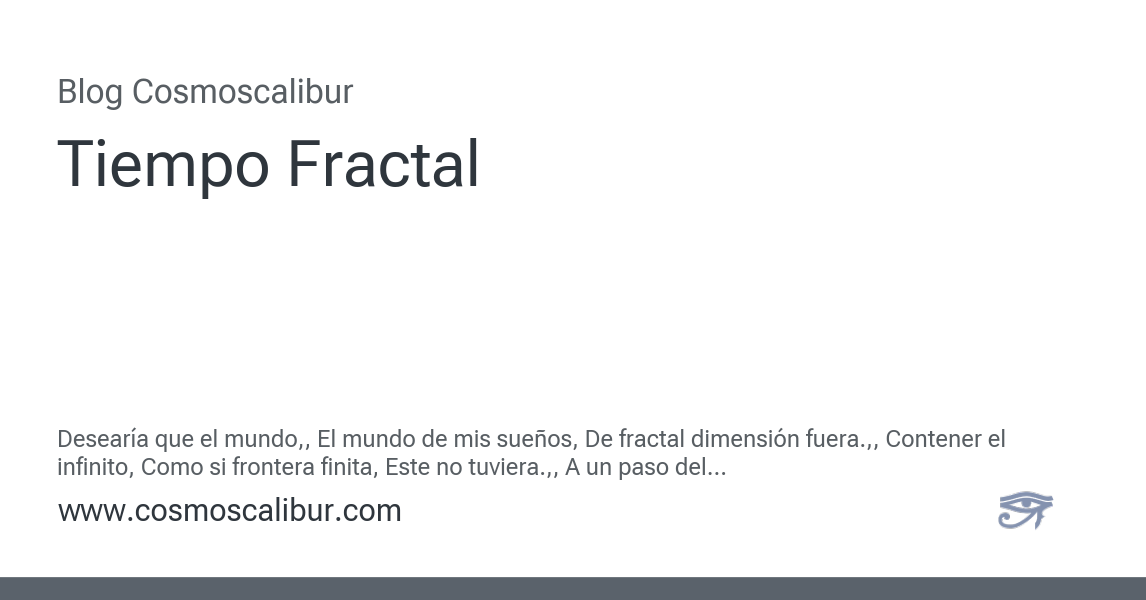 Blog Cosmoscalibur
Tiempo Fractal
Desearía que el mundo,, El mundo de mis sueños, De fractal dimensión fuera.,, Contener el
infinito, Como si frontera finita, Este no tuviera.,, A un paso del...
www.cosmoscalibur.com